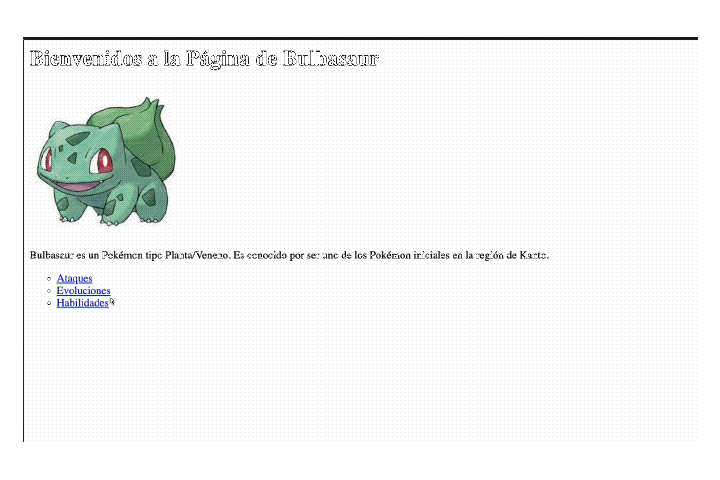 Bienvenidos a la Página de Bulbasaur
Bulbasaur es un Pokémon tipo Planta/Veneno. Es conocido por ser uno de los Pokémon iniciales en la región de Kanto.
Ataques
Evoluciones
Habilidades